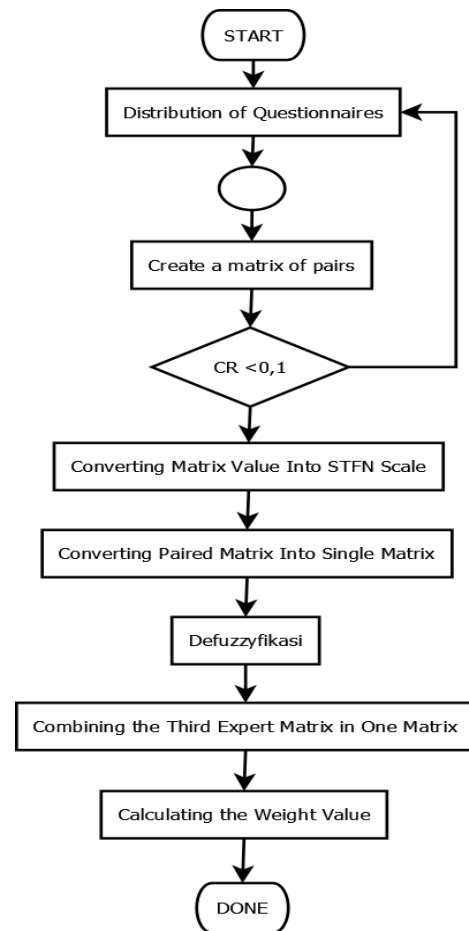 START
Distribution of Questionnaires
Create a matrix of pairs
CR <0,1
Converting Matrix Value Into STFN Scale
Converting Paired Matrix Into Single Matrix
Defuzzyfikasi
Combining the Third Expert Matrix in One Matrix
Calculating the Weight Value
DONE